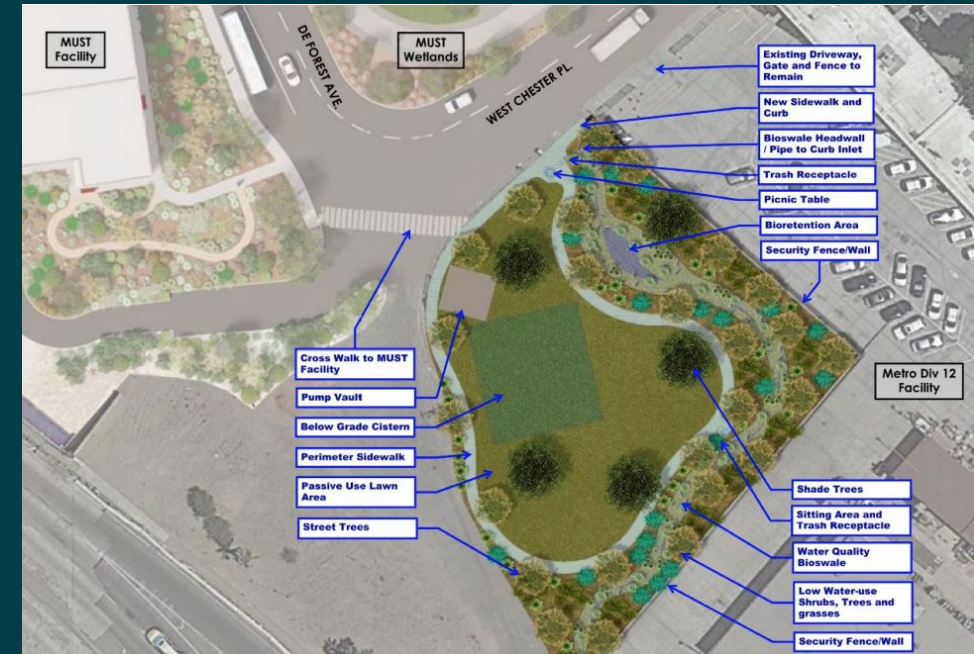 MUST
Facility
DE FOREST AVE.
MUST
Wetlands
WEST CHESTER PL.
Existing Driveway,
Gate and Fence to
Remain
New Sidewalk and
Curb
Bioswale Headwall
/ Pipe to Curb Inlet
Trash Receptacle
Picnic Table
Bioretention Area
Security Fence/Wall
Metro Div 12
Facility
Cross Walk to MUST
Facility
Pump Vault
Below Grade Cistern
Perimeter Sidewalk
Passive Use Lawn
Area
Street Trees
Shade Trees
Sitting Area and
Trash Receptacle
Water Quality
Bioswale
Low Water-use
Shrubs, Trees and
grasses
Security Fence/Wall